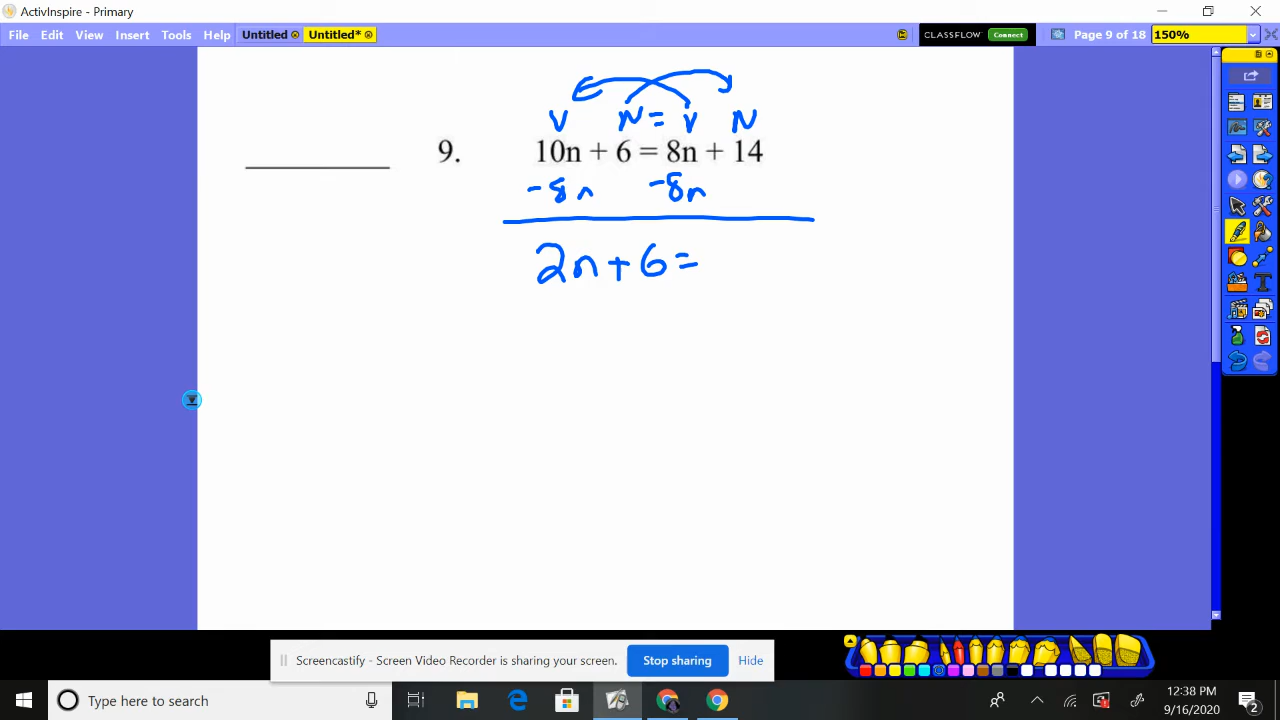 ActivInspire - Primary
File Edit View Insert Tools Help Untitled Untitled* CLASSFLOW Connect Page 9 of 18 150%
V N = V N
9. 10n + 6 = 8n + 14
-8n -8n
2n + 6 =
Screencastify - Screen Video Recorder is sharing your screen. Stop sharing Hide
Type here to search
12:38 PM
9/16/2020
2